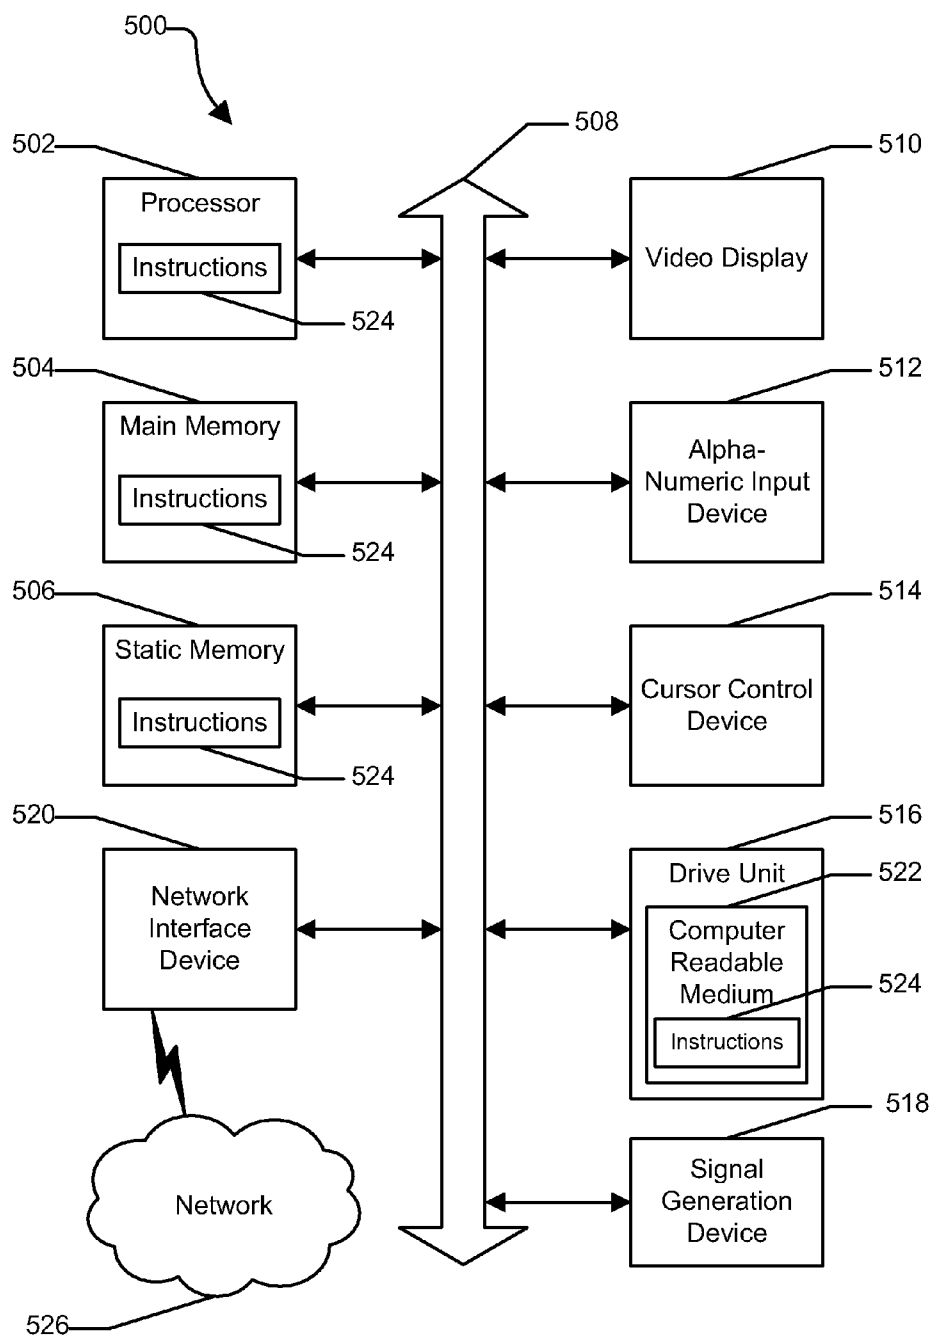 500
508
502
510
Processor
Instructions
524
Video Display
504
512
Main Memory
Instructions
524
Alpha-
Numeric Input
Device
506
514
Static Memory
Instructions
524
Cursor Control
Device
520
516
Network
Interface
Device
Drive Unit
522
Computer
Readable
Medium
524
Instructions
518
Signal
Generation
Device
Network
526